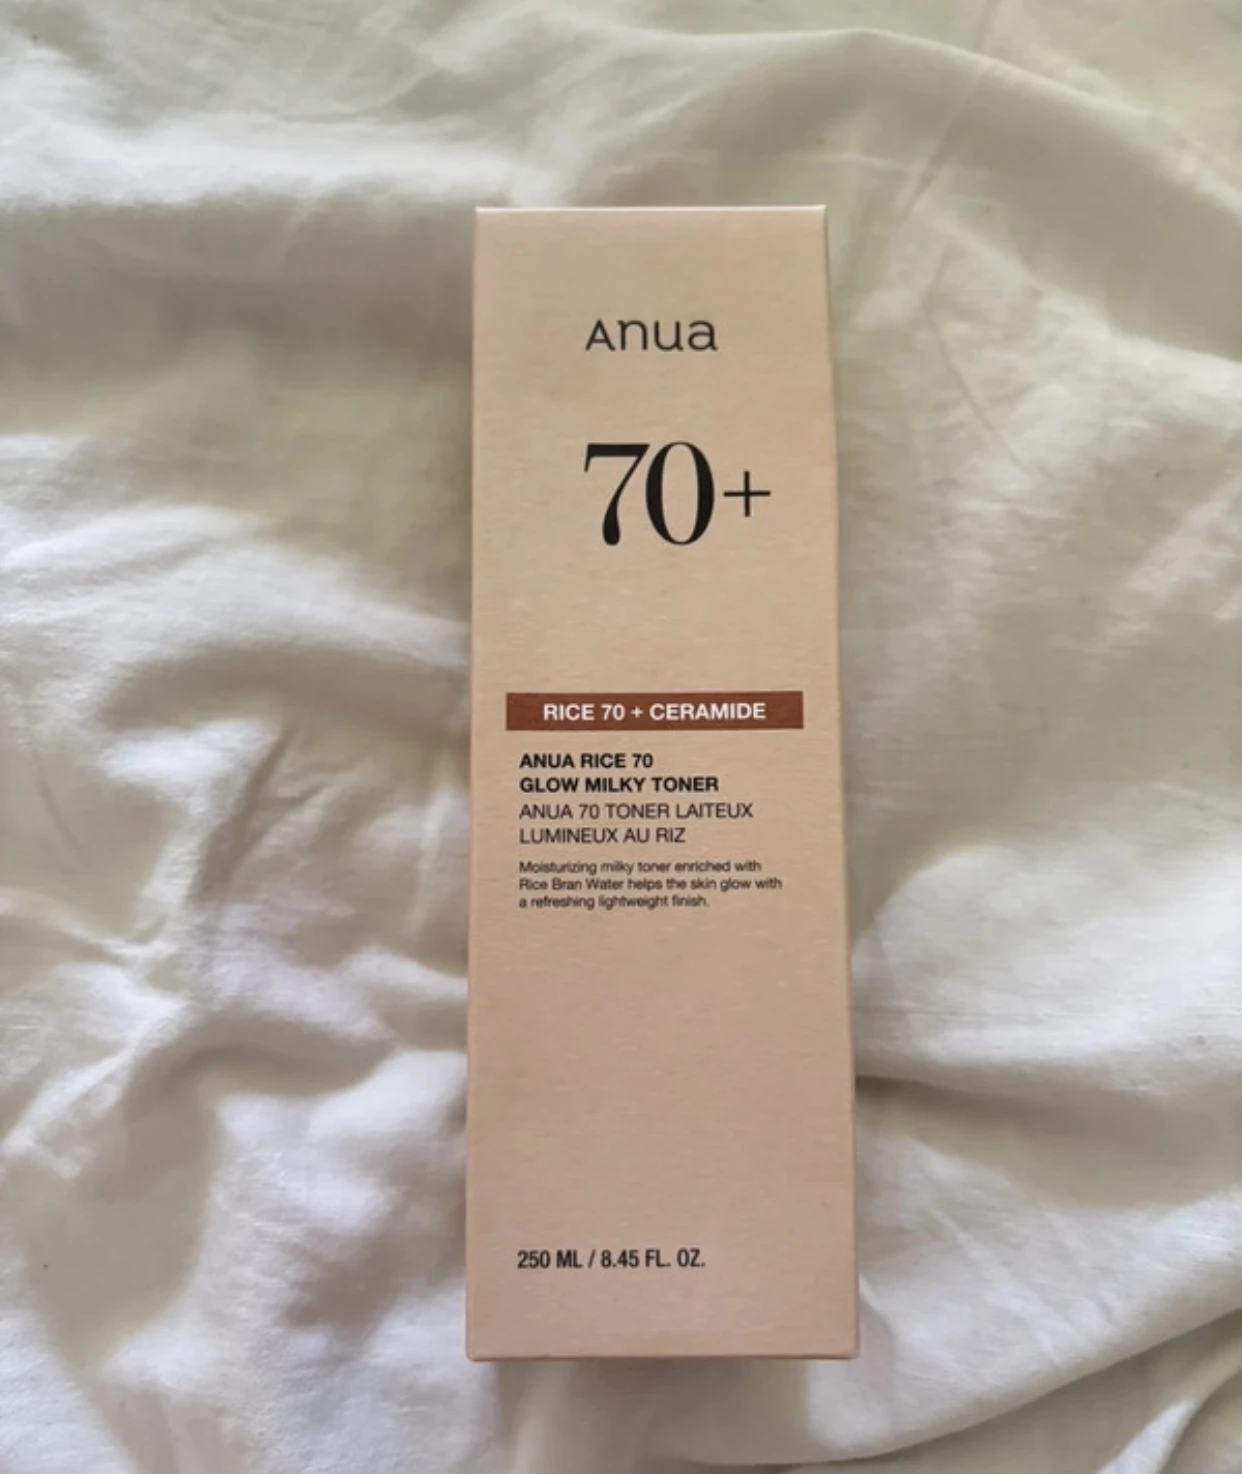 Anua
70+
RICE 70 + CERAMIDE
ANUA RICE 70
GLOW MILKY TONER
ANUA 70 TONER LAITEUX
LUMINEUX AU RIZ
Moisturizing milky toner enriched with
Rice Bran Water helps the skin glow with
a refreshing lightweight finish.
250 ML / 8.45 FL. OZ.